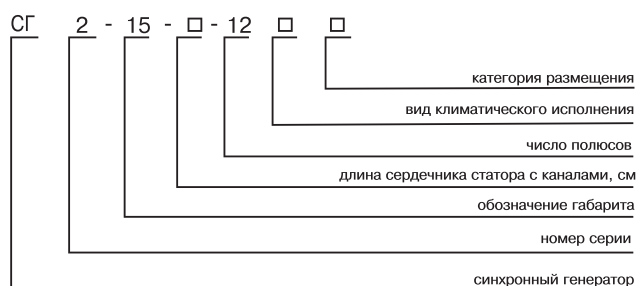 СГ 2 - 15 - □ - 12 □ □
категория размещения
вид климатического исполнения
число полюсов
длина сердечника статора с каналами, см
обозначение габарита
номер серии
синхронный генератор